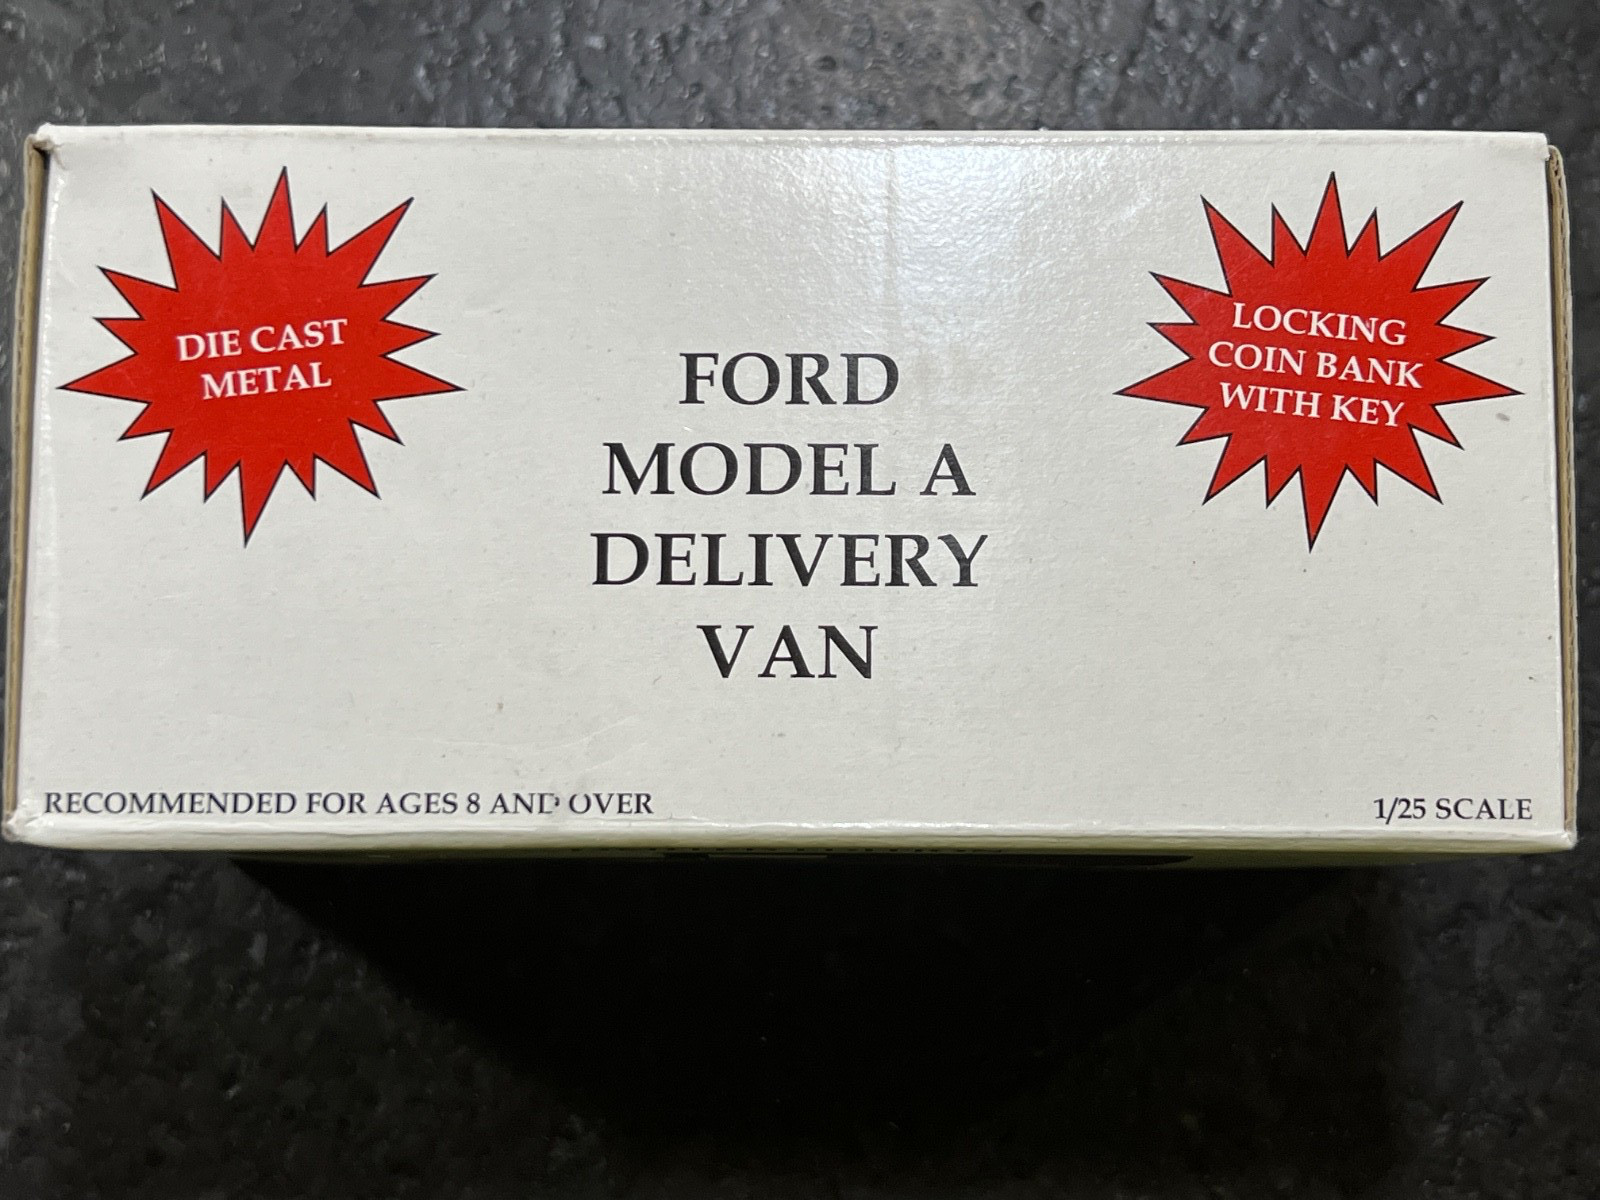 DIE CAST
METAL
LOCKING
COIN BANK
WITH KEY
FORD
MODEL A
DELIVERY
VAN
RECOMMENDED FOR AGES 8 AND OVER
1/25 SCALE